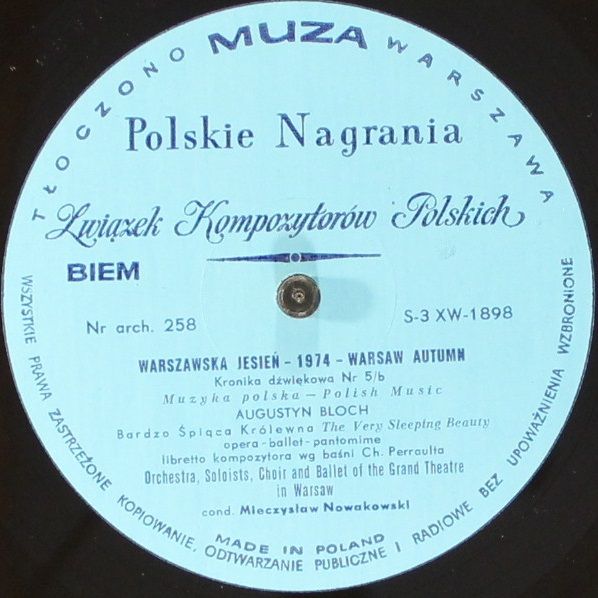 TŁOCZONO MUZA WARSZAWA
Polskie Nagrania
Związek Kompozytorów Polskich
BIEM
Nr arch. 258
S-3 XW-1898
WARSZAWSKA JESIEŃ - 1974 - WARSAW AUTUMN
Kronika dźwiękowa Nr 5/b
Muzyka polska - Polish Music
AUGUSTYN BLOCH
Bardzo Śpiąca Królewna The Very Sleeping Beauty
opera-ballet-pantomime
libretto kompozytora wg baśni Ch. Perraulta
Orchestra, Soloists, Choir and Ballet of the Grand Theatre
in Warsaw
cond. Mieczysław Nowakowski
MADE IN POLAND
WSZYSTKIE PRAWA ZASTRZEŻONE KOPIOWANIE, ODTWARZANIE PUBLICZNE I RADIOWE BEZ UPOWAŻNIENIA WZBRONIONE